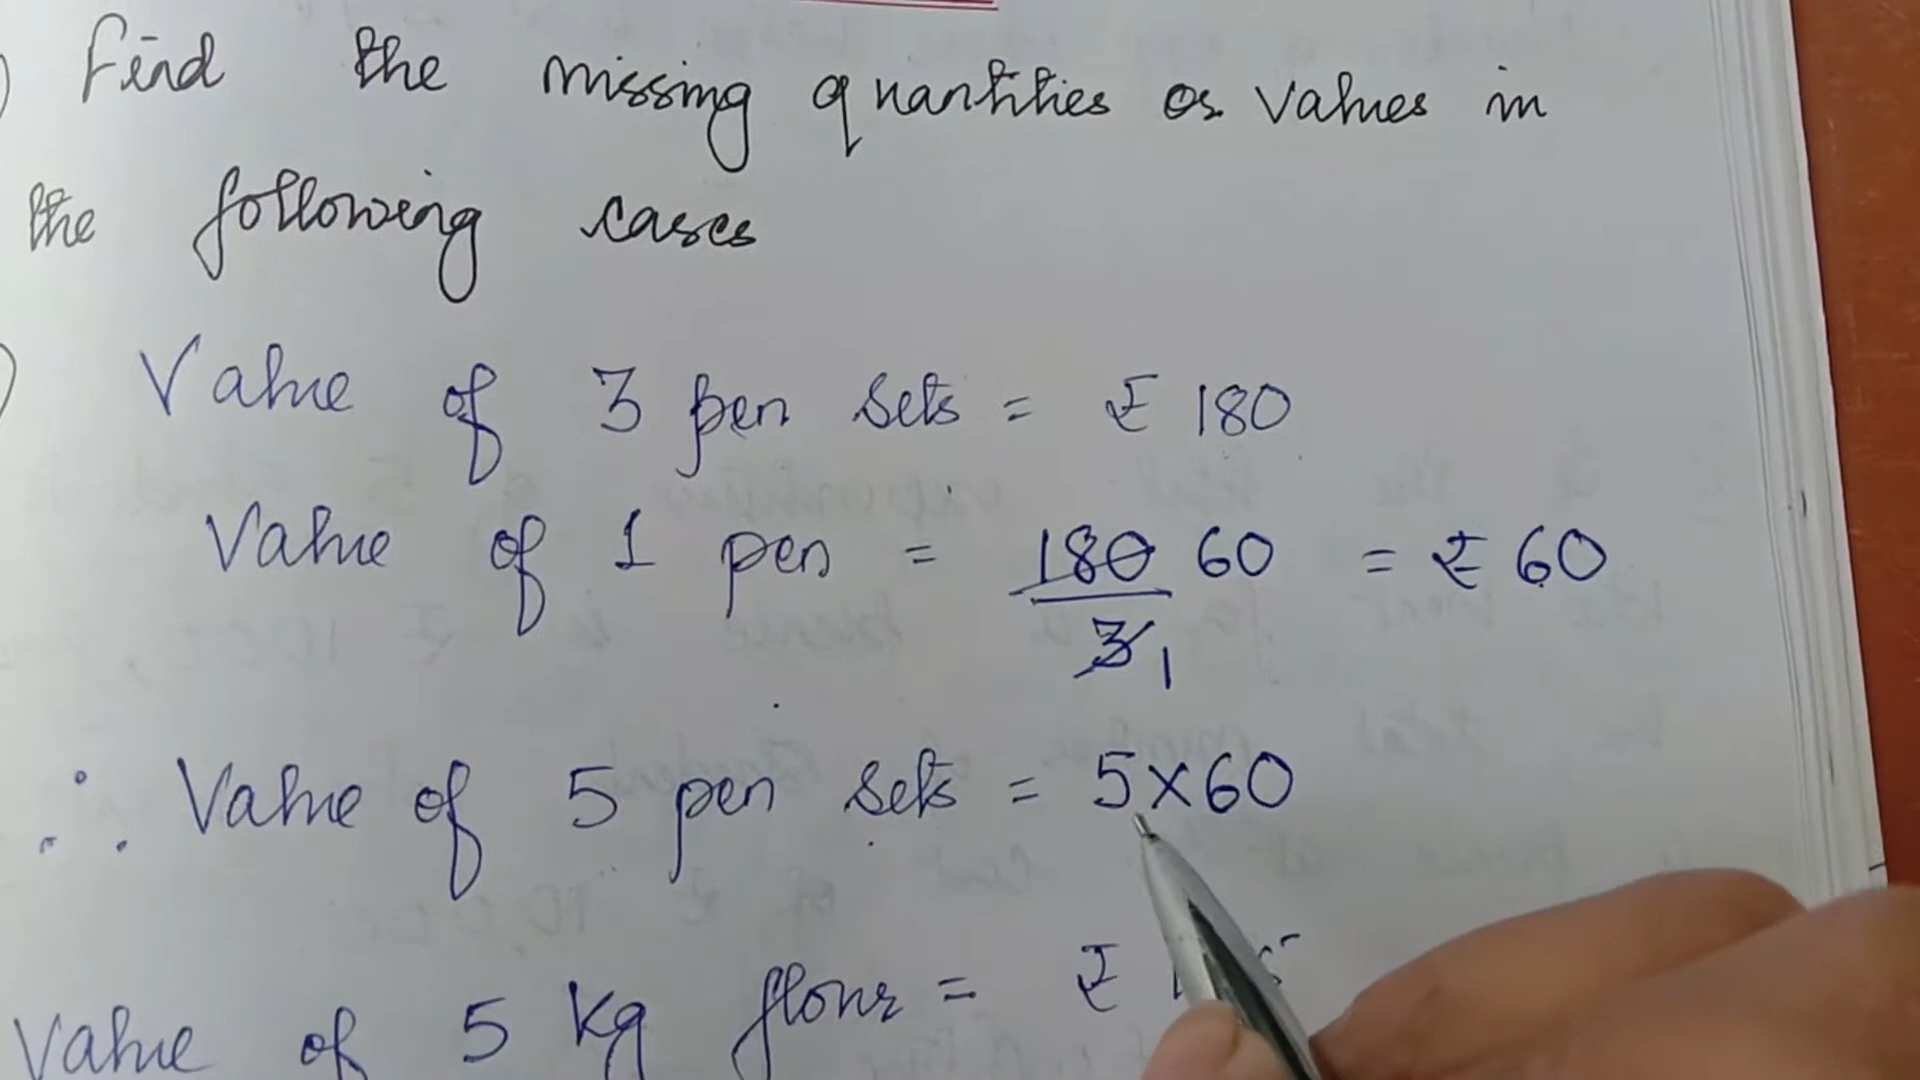 Find the missing quantities or values in
the following cases
Value of 3 pen sets = ₹ 180
Value of 1 pen = 180 60 = ₹ 60
3 1
∴ Value of 5 pen sets = 5×60
Value of 5 Kg flour = ₹